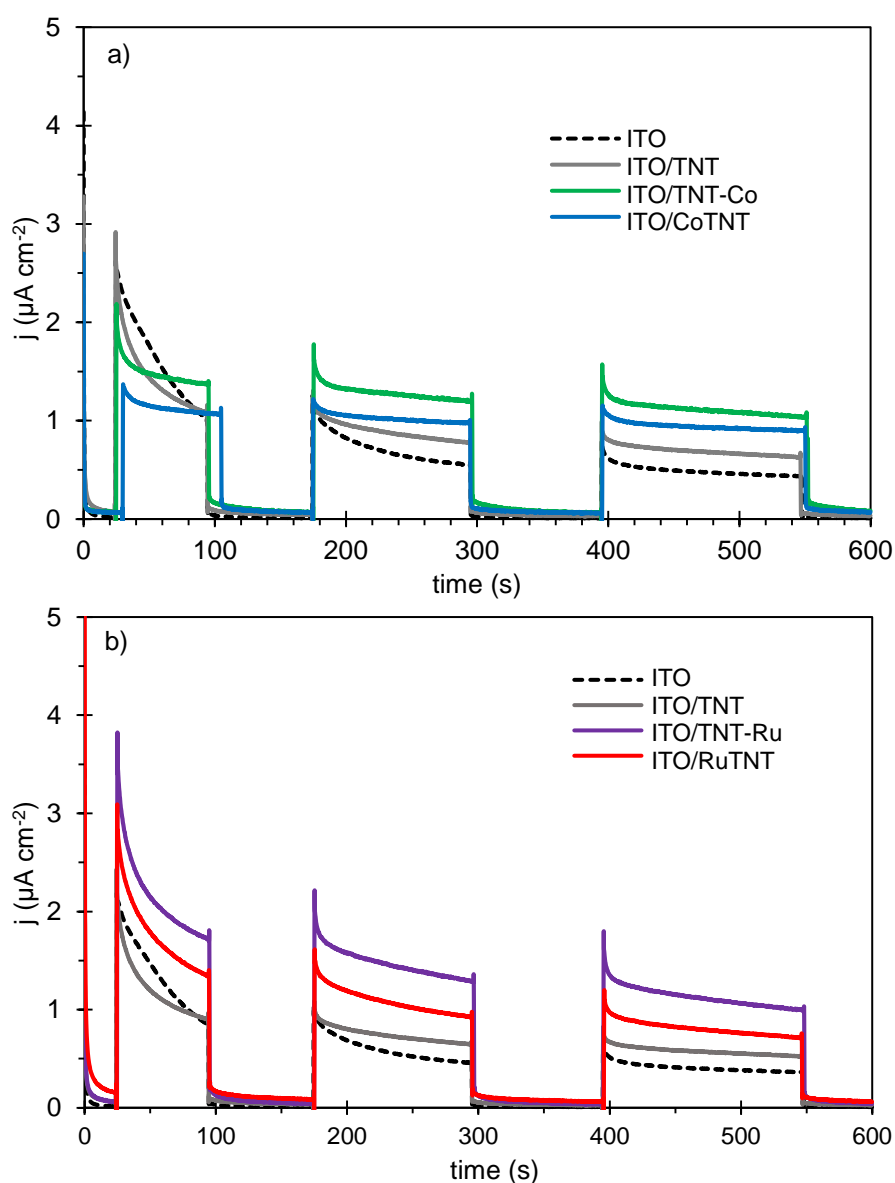 a)
5
4
3
2
1
0
j (µA cm-2)
ITO
ITO/TNT
ITO/TNT-Co
ITO/CoTNT
0 100 200 300 400 500 600
time (s)
b)
5
4
3
2
1
0
j (µA cm-2)
ITO
ITO/TNT
ITO/TNT-Ru
ITO/RuTNT
0 100 200 300 400 500 600
time (s)